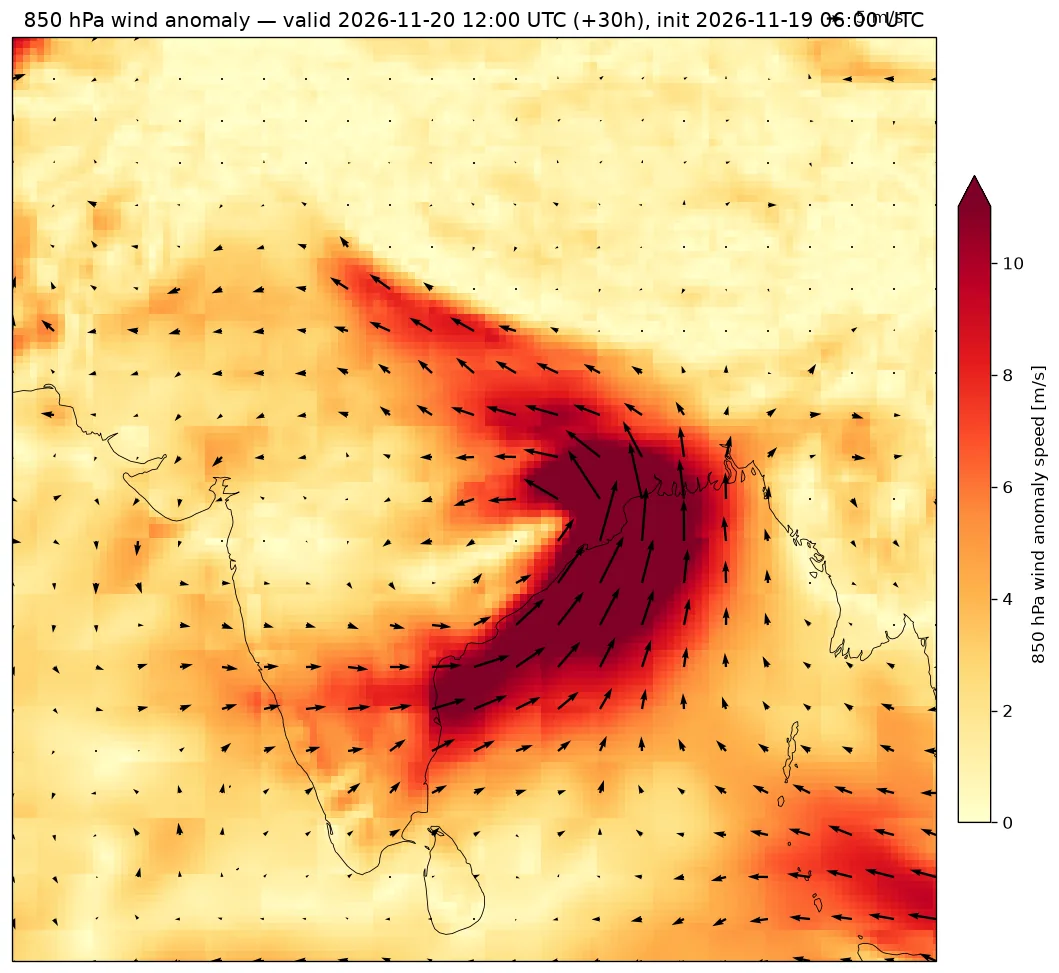 850 hPa wind anomaly — valid 2026-11-20 12:00 UTC (+30h), init 2026-11-19 06:00 UTC
5 m/s
10
8
6
4
2
0
850 hPa wind anomaly speed [m/s]